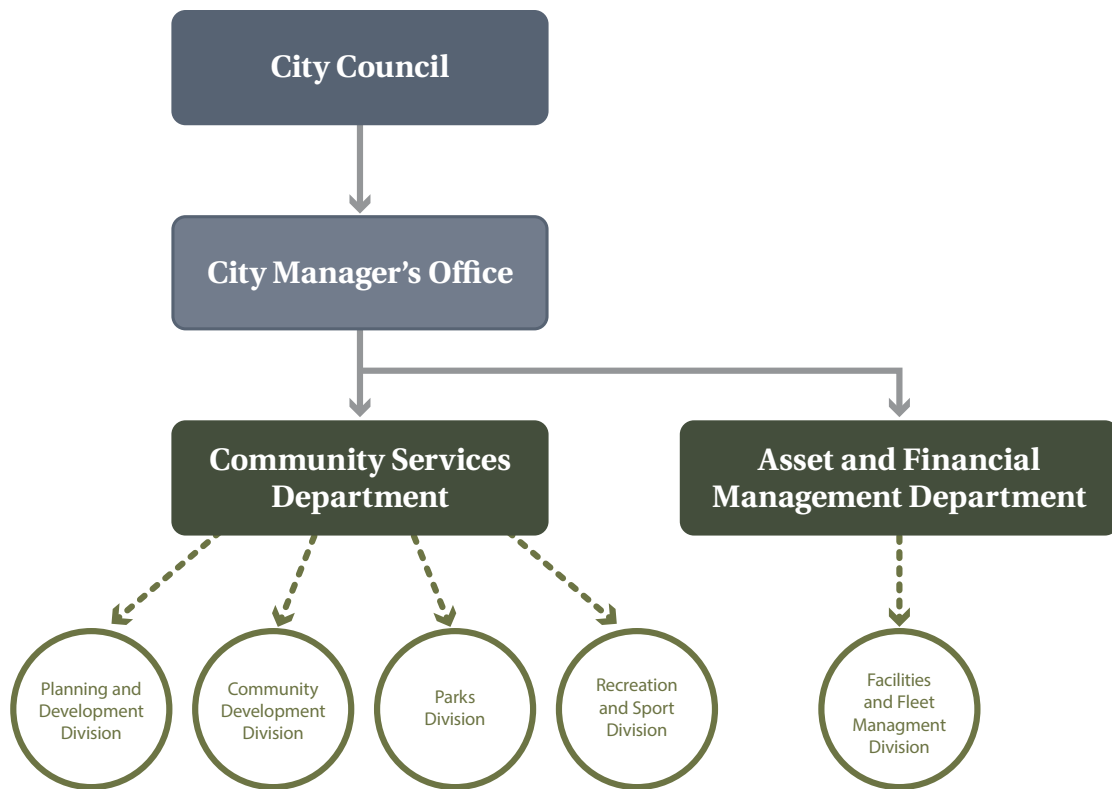 City Council
City Manager’s Office
Community Services
Department
Asset and Financial
Management Department
Planning and
Development
Division
Community
Development
Division
Parks
Division
Recreation
and Sport
Division
Facilities
and Fleet
Managment
Division